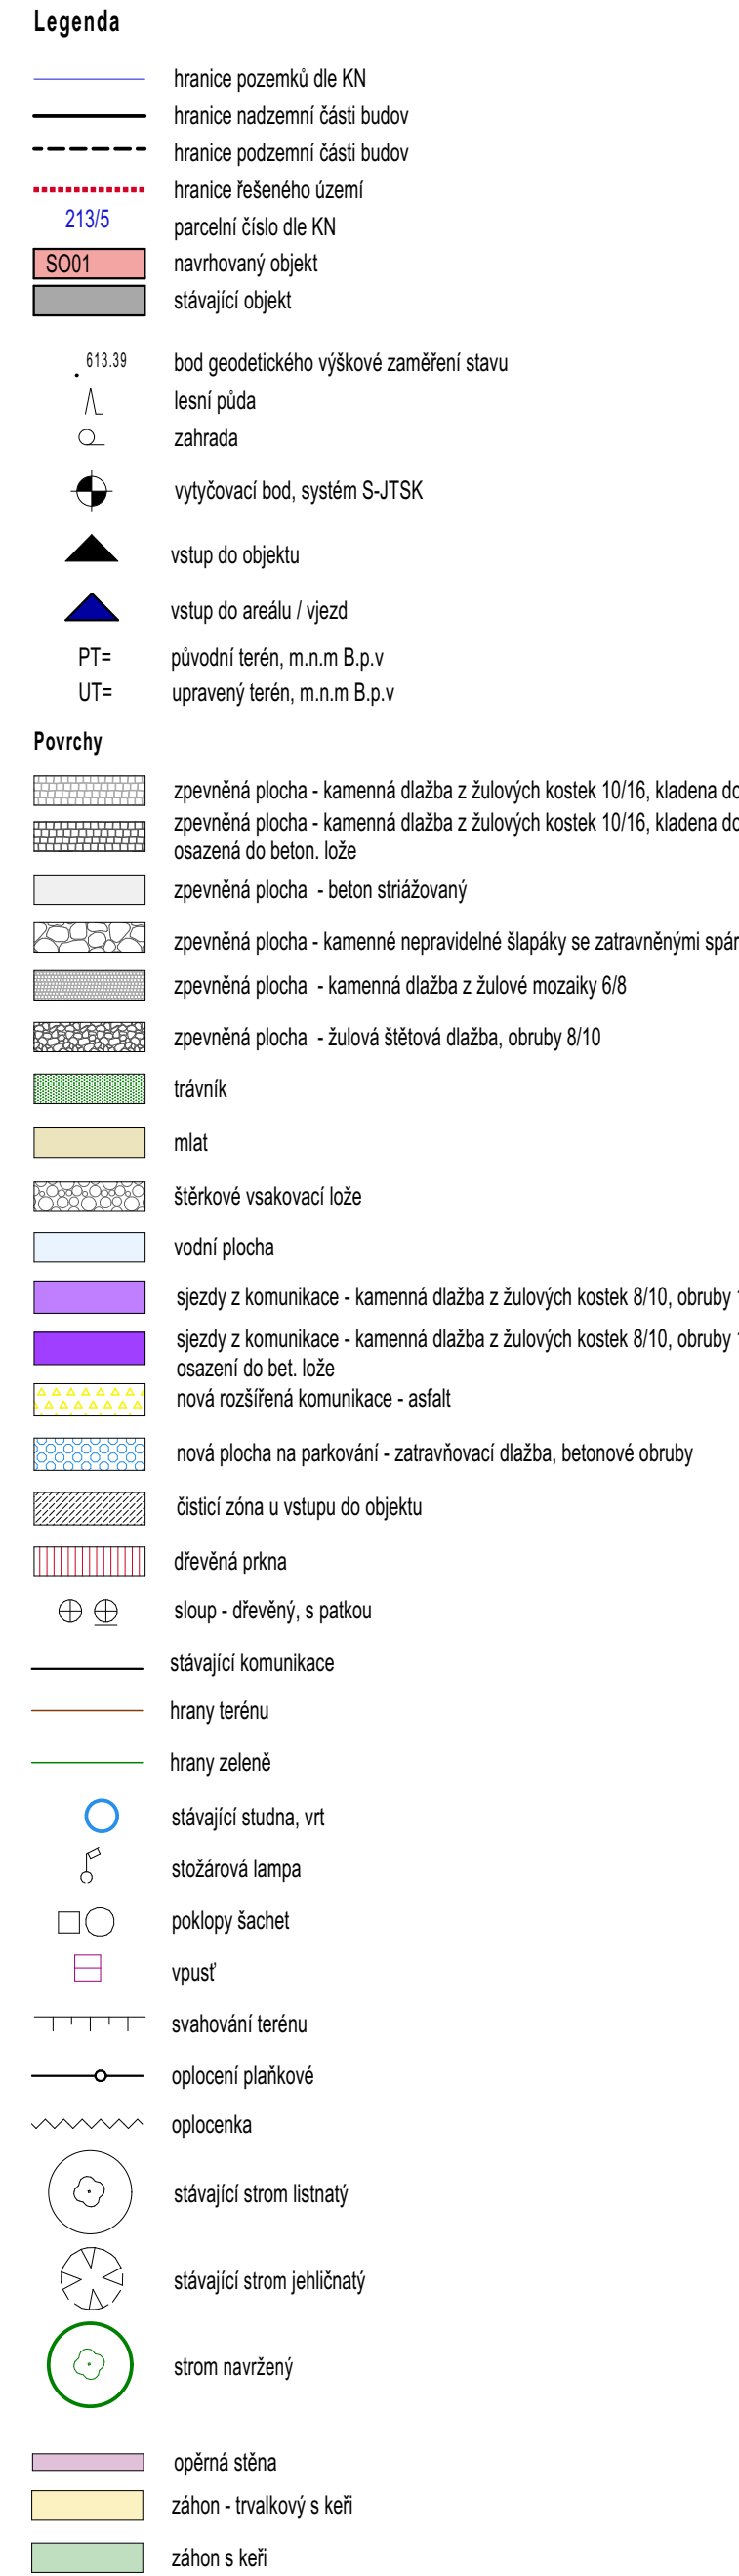 Legenda
hranice pozemků dle KN
hranice nadzemní části budov
hranice podzemní části budov
hranice řešeného území
213/5 parcelní číslo dle KN
SO01 navrhovaný objekt
stávající objekt
613.39 bod geodetického výškové zaměření stavu
lesní půda
zahrada
vytyčovací bod, systém S-JTSK
vstup do objektu
vstup do areálu / vjezd
PT= původní terén, m.n.m B.p.v
UT= upravený terén, m.n.m B.p.v
Povrchy
zpevněná plocha - kamenná dlažba z žulových kostek 10/16, kladena do
zpevněná plocha - kamenná dlažba z žulových kostek 10/16, kladena do
osazená do beton. lože
zpevněná plocha - beton striážovaný
zpevněná plocha - kamenné nepravidelné šlapáky se zatravněnými spár
zpevněná plocha - kamenná dlažba z žulové mozaiky 6/8
zpevněná plocha - žulová štětová dlažba, obruby 8/10
trávník
mlat
štěrkové vsakovací lože
vodní plocha
sjezdy z komunikace - kamenná dlažba z žulových kostek 8/10, obruby
sjezdy z komunikace - kamenná dlažba z žulových kostek 8/10, obruby
osazení do bet. lože
nová rozšířená komunikace - asfalt
nová plocha na parkování - zatravňovací dlažba, betonové obruby
čisticí zóna u vstupu do objektu
dřevěná prkna
sloup - dřevěný, s patkou
stávající komunikace
hrany terénu
hrany zeleně
stávající studna, vrt
stožárová lampa
poklopy šachet
vpusť
svahování terénu
oplocení plaňkové
oplocenka
stávající strom listnatý
stávající strom jehličnatý
strom navržený
opěrná stěna
záhon - trvalkový s keři
záhon s keři